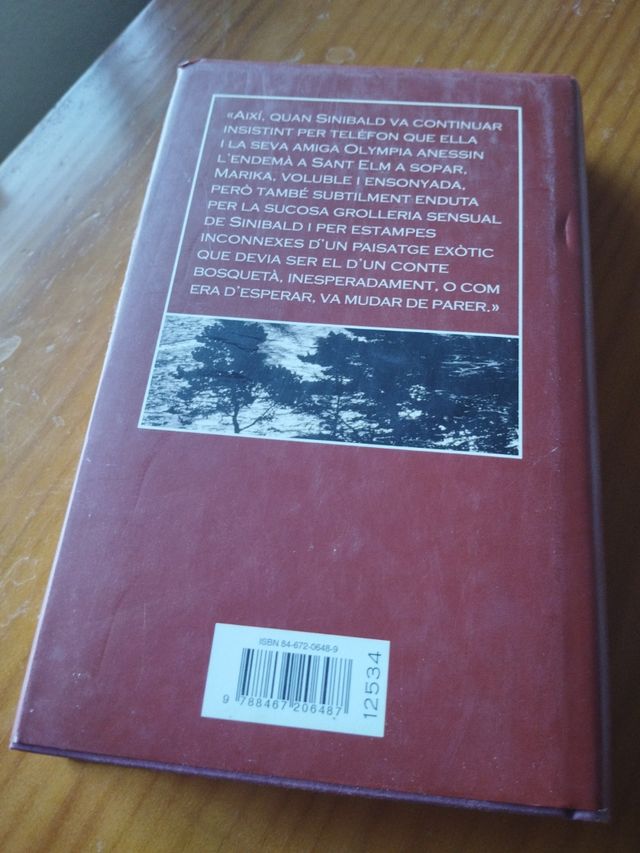 «Així, quan Sinibald va continuar
insistint per telèfon que ella
i la seva amiga Olympia anessin
l'endemà a Sant Elm a sopar,
Marika, voluble i ensonyada,
però també subtilment enduta
per la sucosa grolleria sensual
de Sinibald i per estampes
inconnexes d'un paisatge exòtic
que devia ser el d'un conte
bosquetà, inesperadament, o com
era d'esperar, va mudar de parer.»
ISBN 84-672-0648-9
9 788467 206487
12534